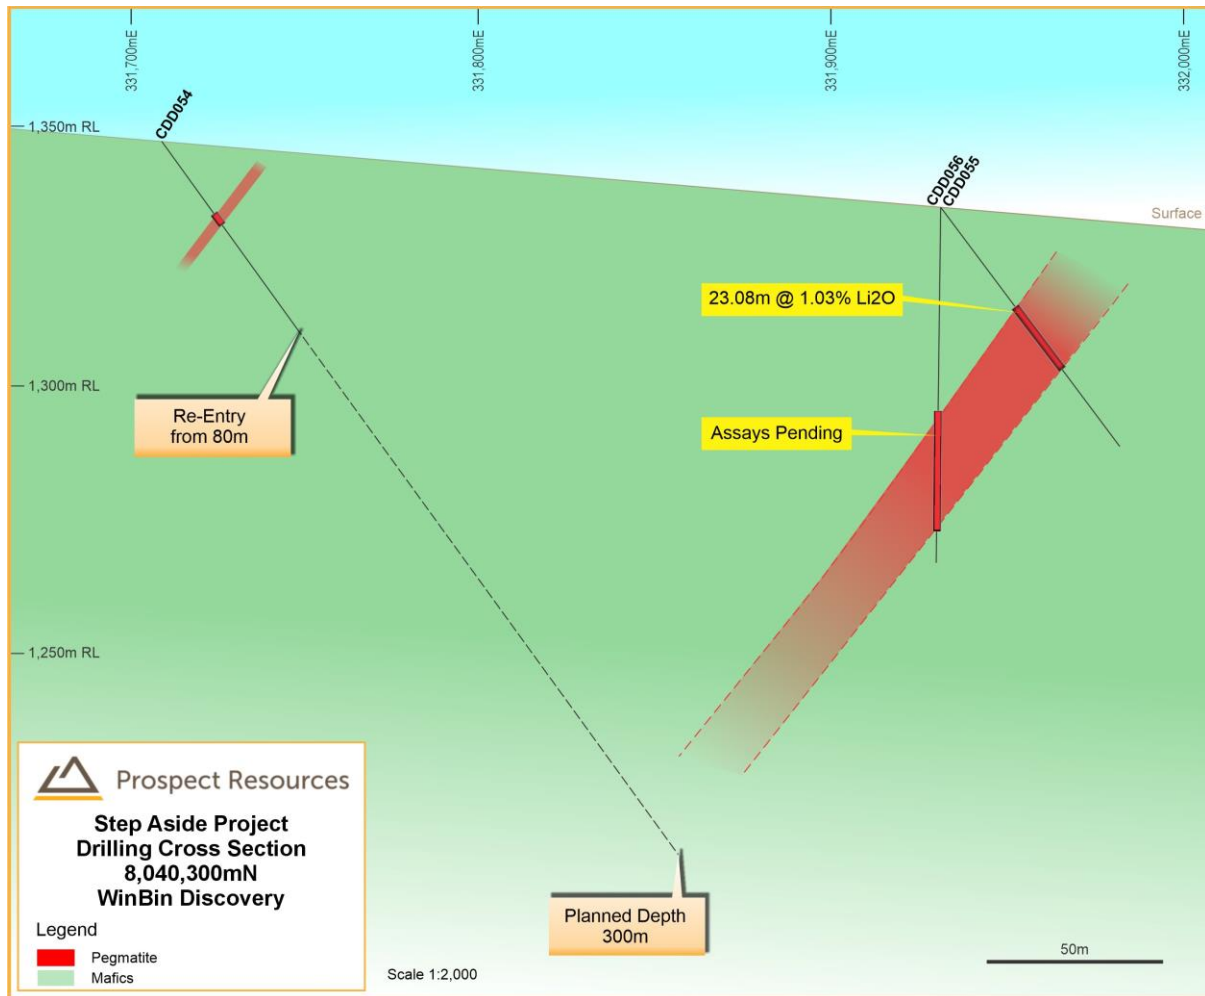 331,700mE
331,800mE
331,900mE
332,000mE
1,350m RL
CDD054
CDD056
CDD055
Surface
23.08m @ 1.03% Li2O
1,300m RL
Re-Entry
from 80m
Assays Pending
1,250m RL
Prospect Resources
Step Aside Project
Drilling Cross Section
8,040,300mN
WinBin Discovery
Legend
Pegmatite
Mafics
Planned Depth
300m
Scale 1:2,000
50m